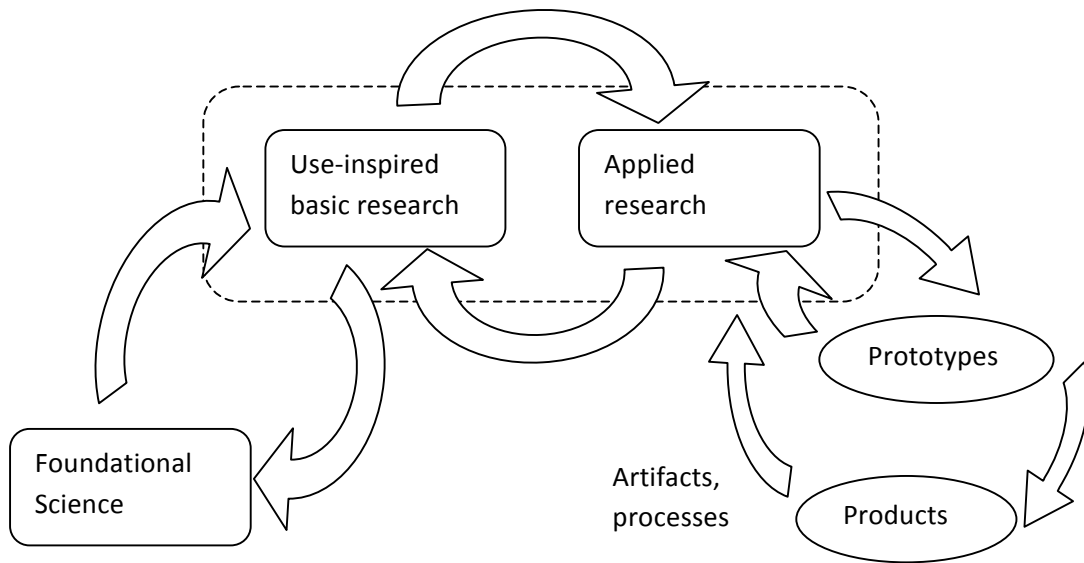 Use-inspired
basic research
Applied
research
Prototypes
Foundational
Science
Artifacts,
processes
Products